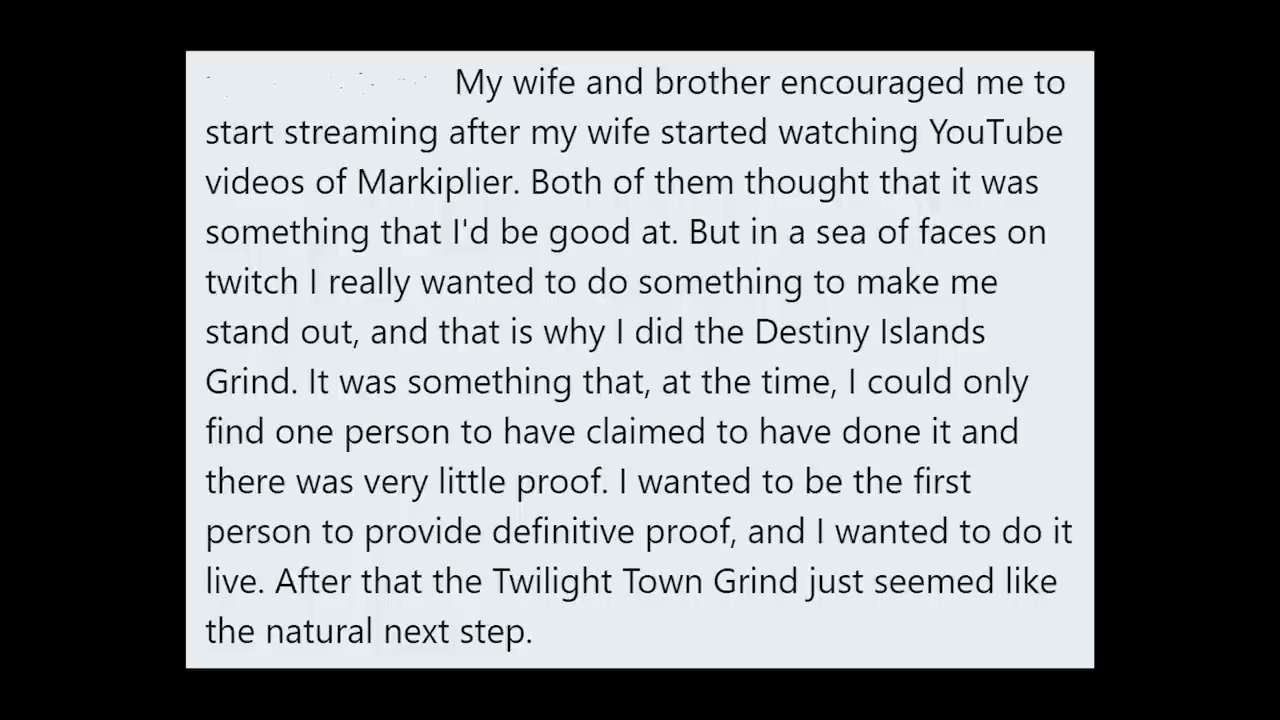 My wife and brother encouraged me to
start streaming after my wife started watching YouTube
videos of Markiplier. Both of them thought that it was
something that I'd be good at. But in a sea of faces on
twitch I really wanted to do something to make me
stand out, and that is why I did the Destiny Islands
Grind. It was something that, at the time, I could only
find one person to have claimed to have done it and
there was very little proof. I wanted to be the first
person to provide definitive proof, and I wanted to do it
live. After that the Twilight Town Grind just seemed like
the natural next step.